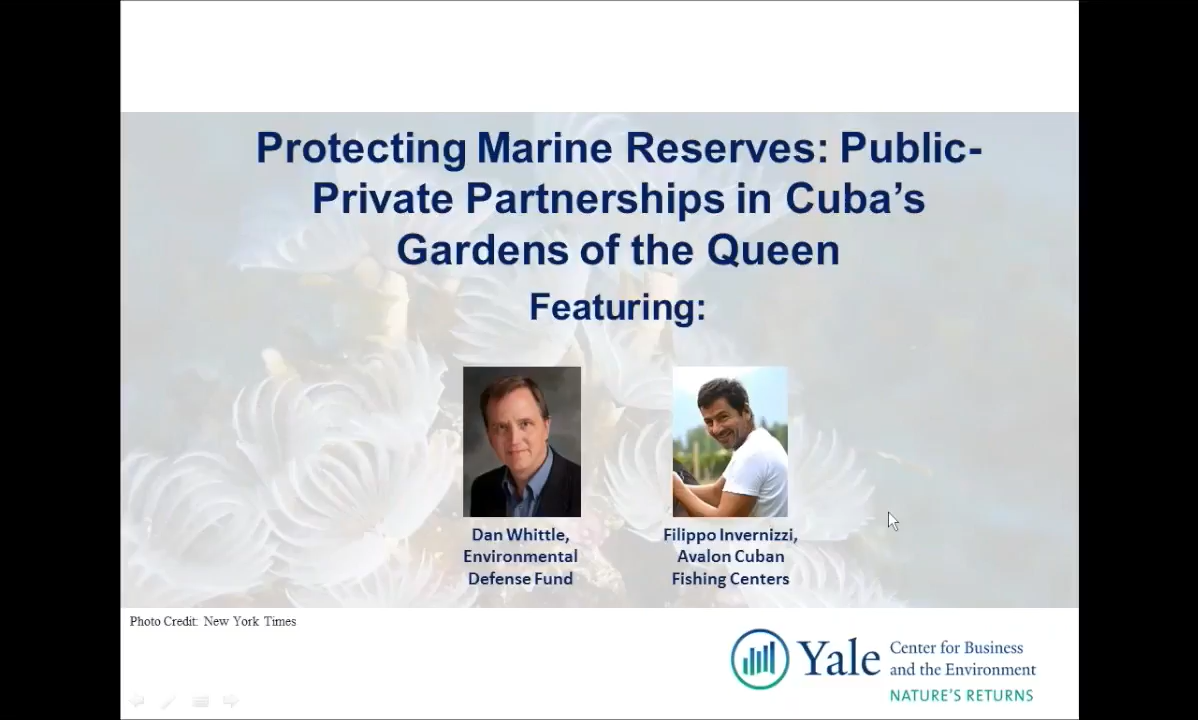 Protecting Marine Reserves: Public-
Private Partnerships in Cuba’s
Gardens of the Queen
Featuring:
Dan Whittle,
Environmental
Defense Fund
Filippo Invernizzi,
Avalon Cuban
Fishing Centers
Photo Credit: New York Times
Yale
Center for Business
and the Environment
NATURE’S RETURNS